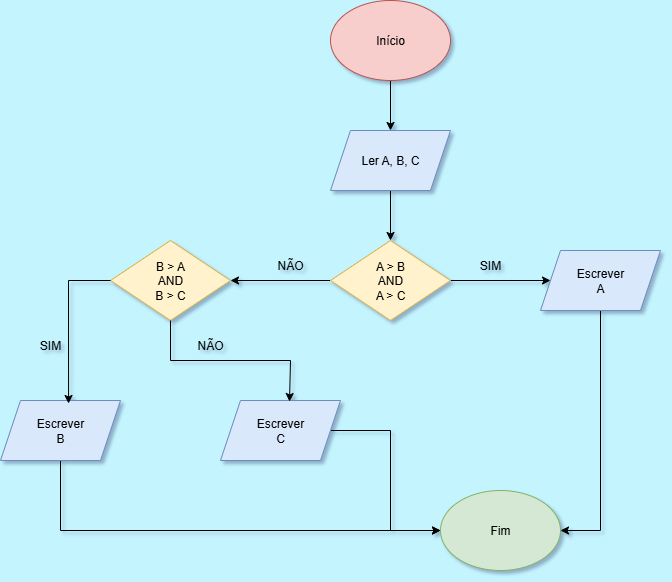 Início
Ler A, B, C
B > A
AND
B > C
NÃO
A > B
AND
A > C
SIM
Escrever
A
SIM
NÃO
Escrever
B
Escrever
C
Fim